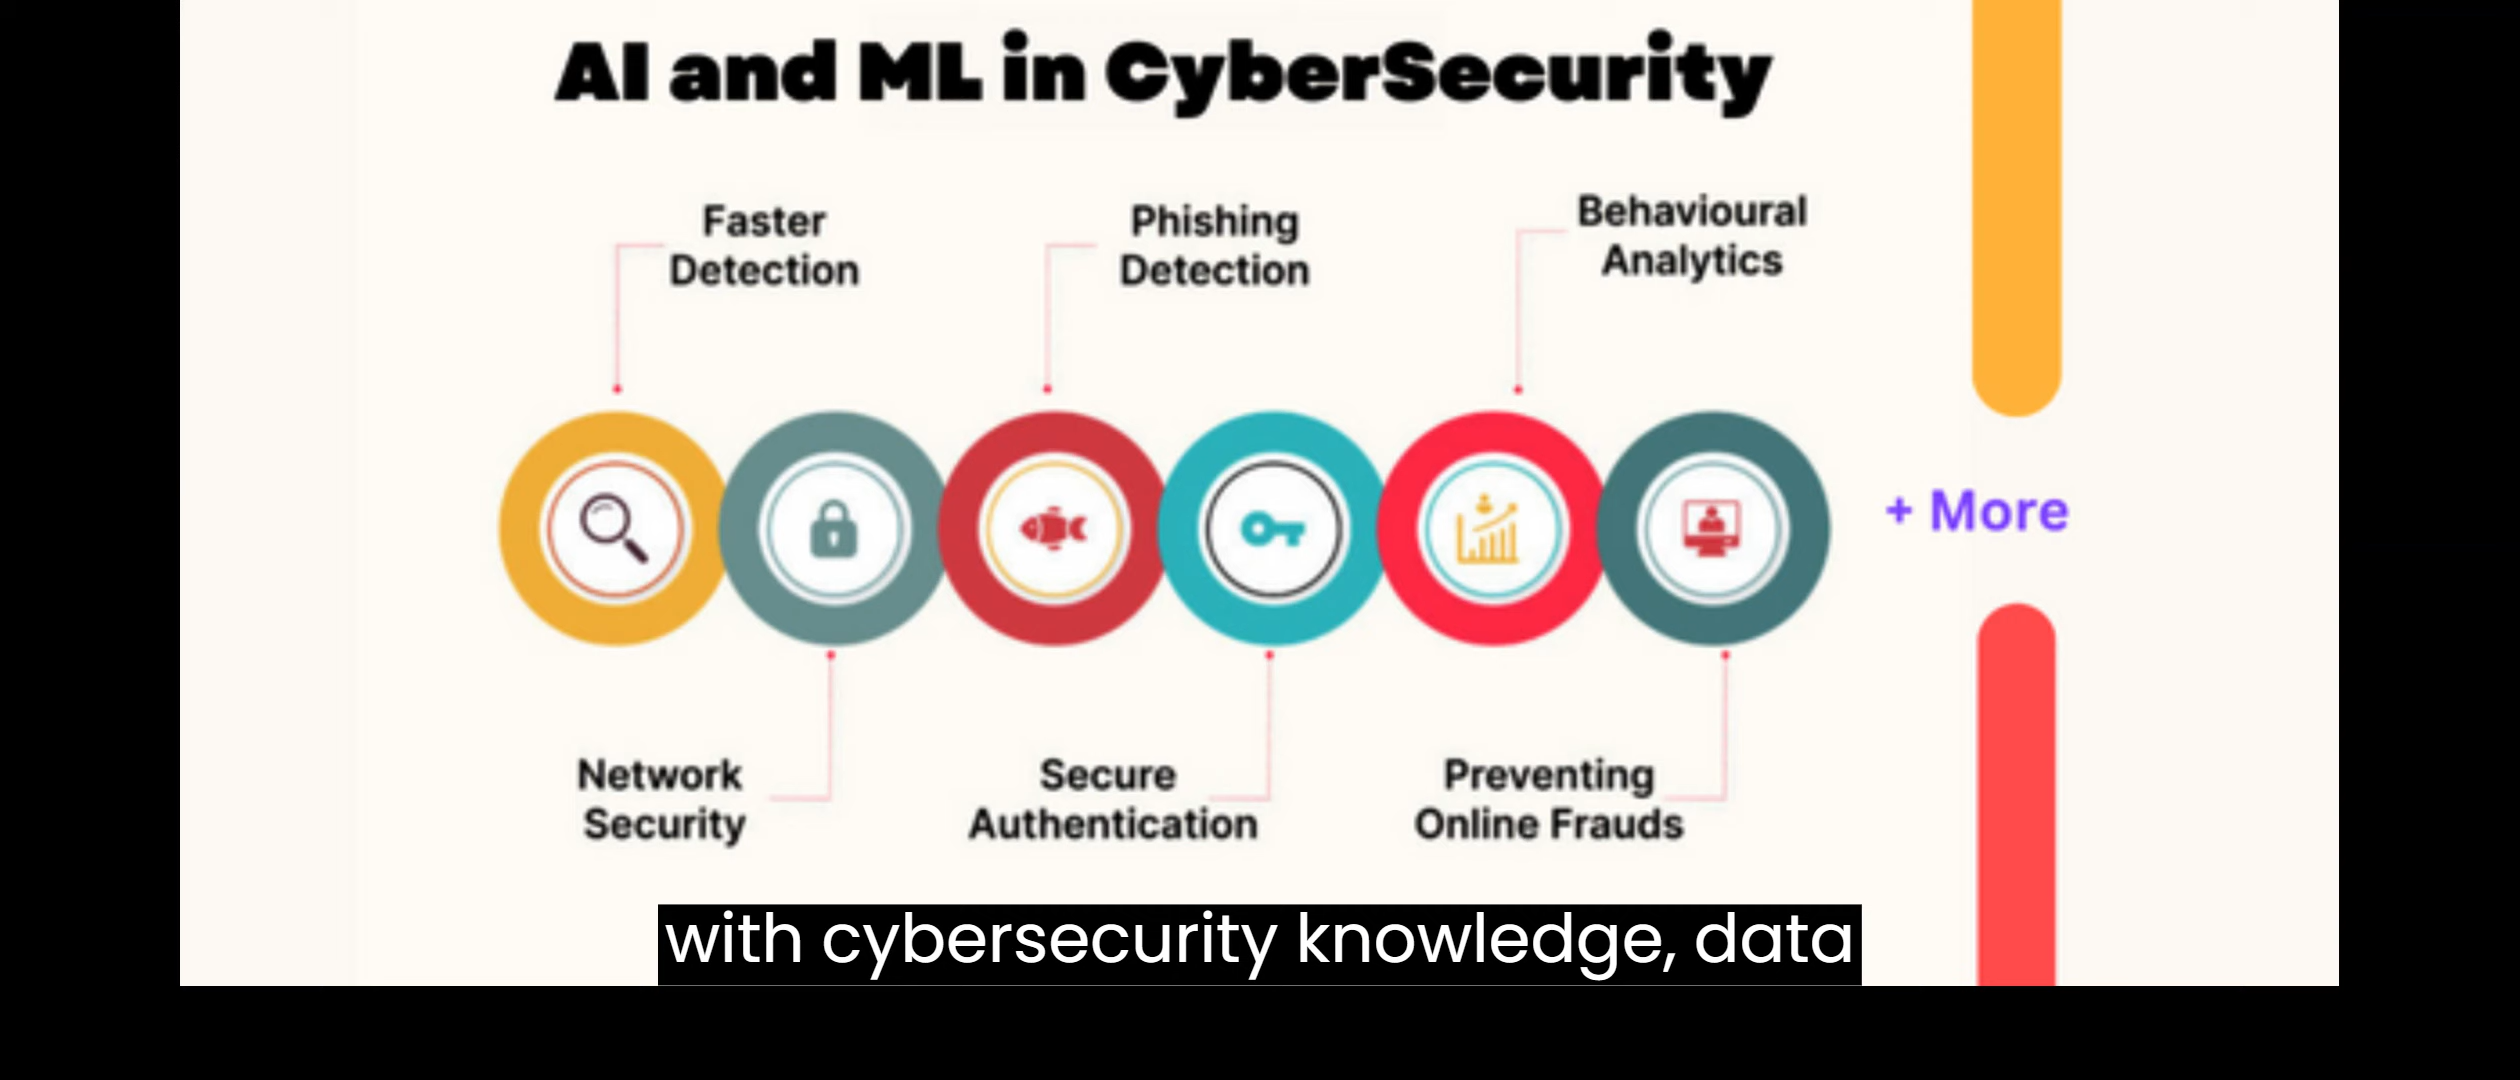 AI and ML in CyberSecurity
Faster
Detection
Phishing
Detection
Behavioural
Analytics
+ More
Network
Security
Secure
Authentication
Preventing
Online Frauds
with cybersecurity knowledge, data